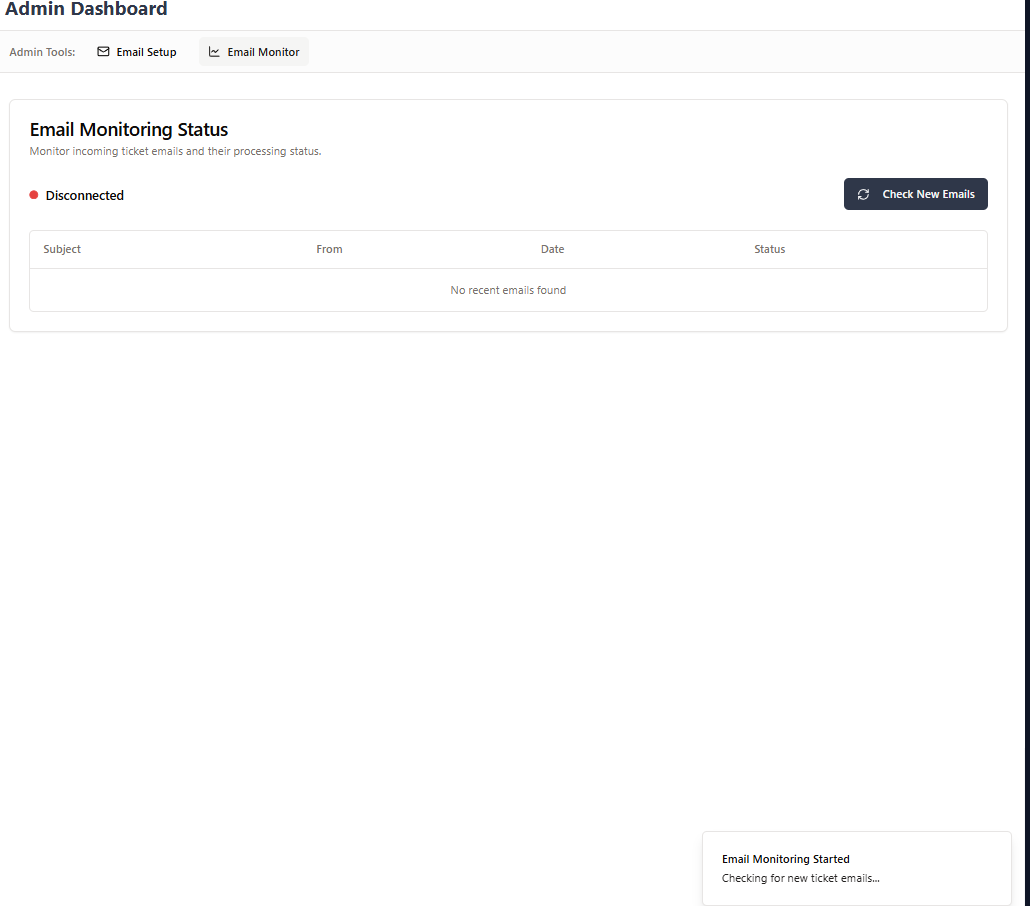 Admin Dashboard
Admin Tools: Email Setup Email Monitor
Email Monitoring Status
Monitor incoming ticket emails and their processing status.
Disconnected
Check New Emails
Subject From Date Status
No recent emails found
Email Monitoring Started
Checking for new ticket emails...